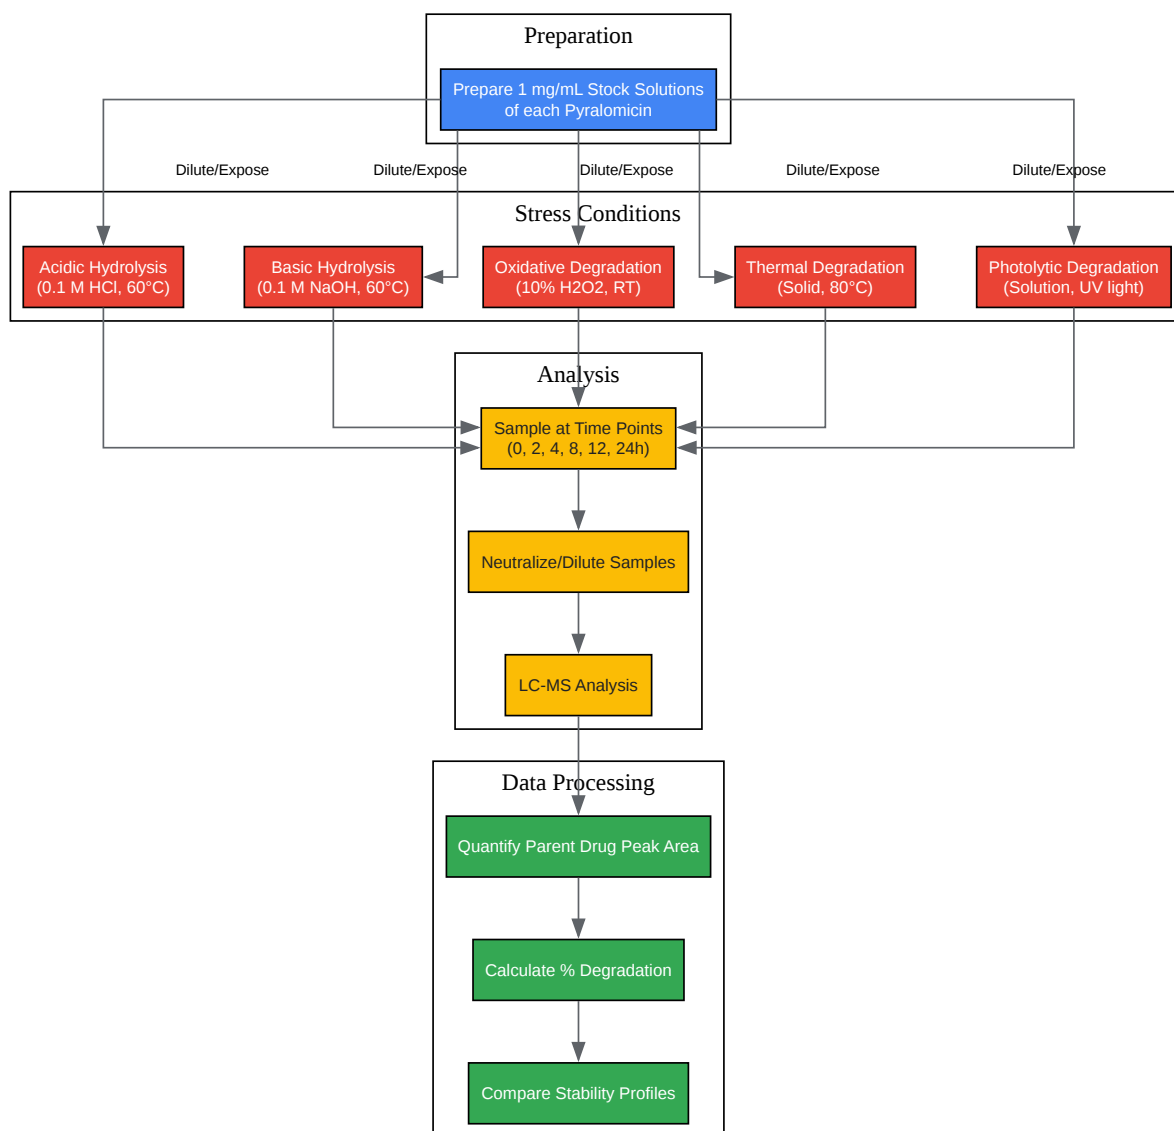 Preparation
Prepare 1 mg/mL Stock Solutions
of each Pyralomicin
Dilute/Expose
Dilute/Expose
Dilute/Expose
Dilute/Expose
Dilute/Expose
Stress Conditions
Acidic Hydrolysis
(0.1 M HCl, 60°C)
Basic Hydrolysis
(0.1 M NaOH, 60°C)
Oxidative Degradation
(10% H2O2, RT)
Thermal Degradation
(Solid, 80°C)
Photolytic Degradation
(Solution, UV light)
Analysis
Sample at Time Points
(0, 2, 4, 8, 12, 24h)
Neutralize/Dilute Samples
LC-MS Analysis
Data Processing
Quantify Parent Drug Peak Area
Calculate % Degradation
Compare Stability Profiles